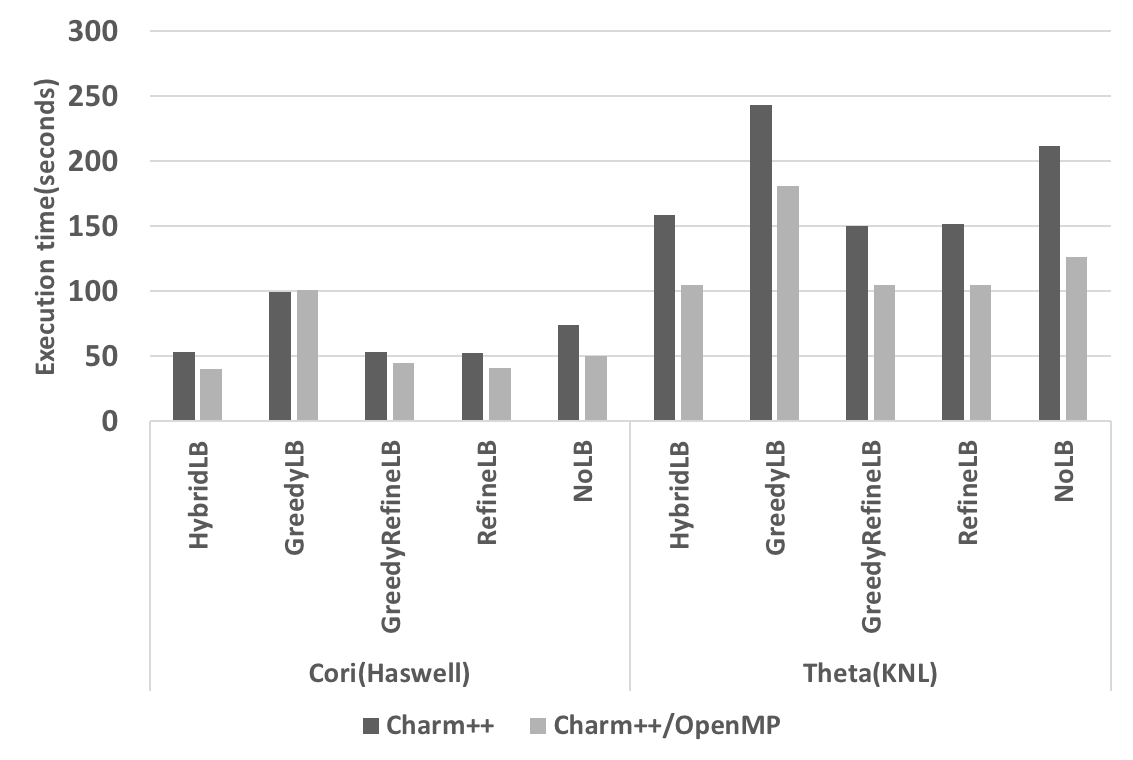 300
250
200
150
100
50
0
Execution time(seconds)
HybridLB
GreedyLB
GreedyRefineLB
RefineLB
NoLB
HybridLB
GreedyLB
GreedyRefineLB
RefineLB
NoLB
Cori(Haswell)
Theta(KNL)
Charm++
Charm++/OpenMP